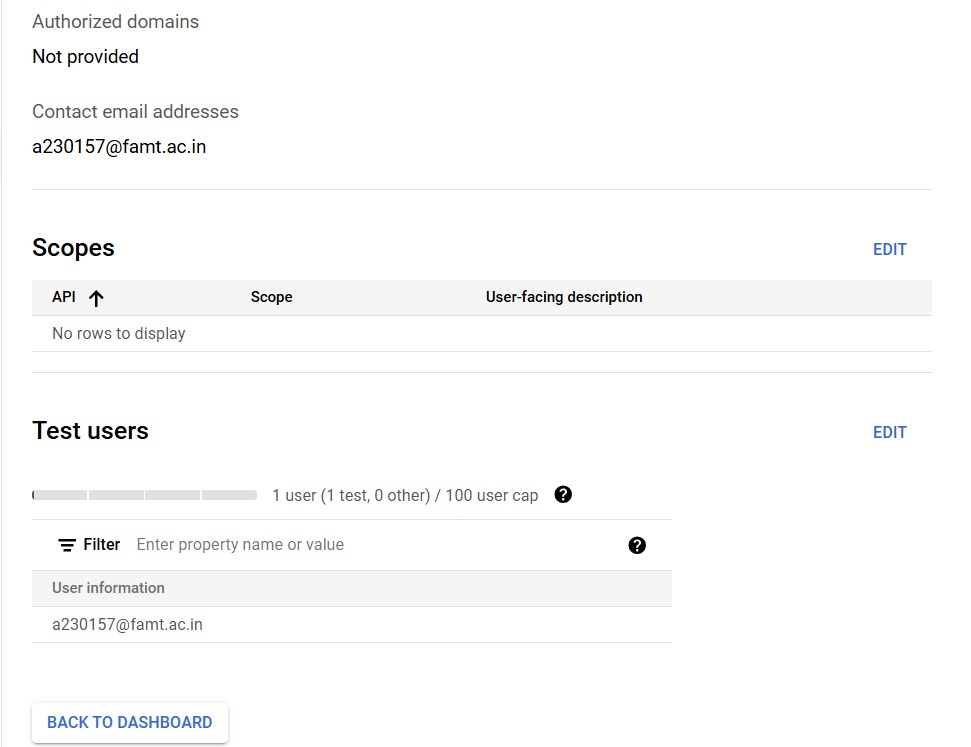 Authorized domains
Not provided
Contact email addresses
a230157@famt.ac.in
Scopes
EDIT
API Scope User-facing description
No rows to display
Test users
EDIT
1 user (1 test, 0 other) / 100 user cap ?
Filter Enter property name or value ?
User information
a230157@famt.ac.in
BACK TO DASHBOARD